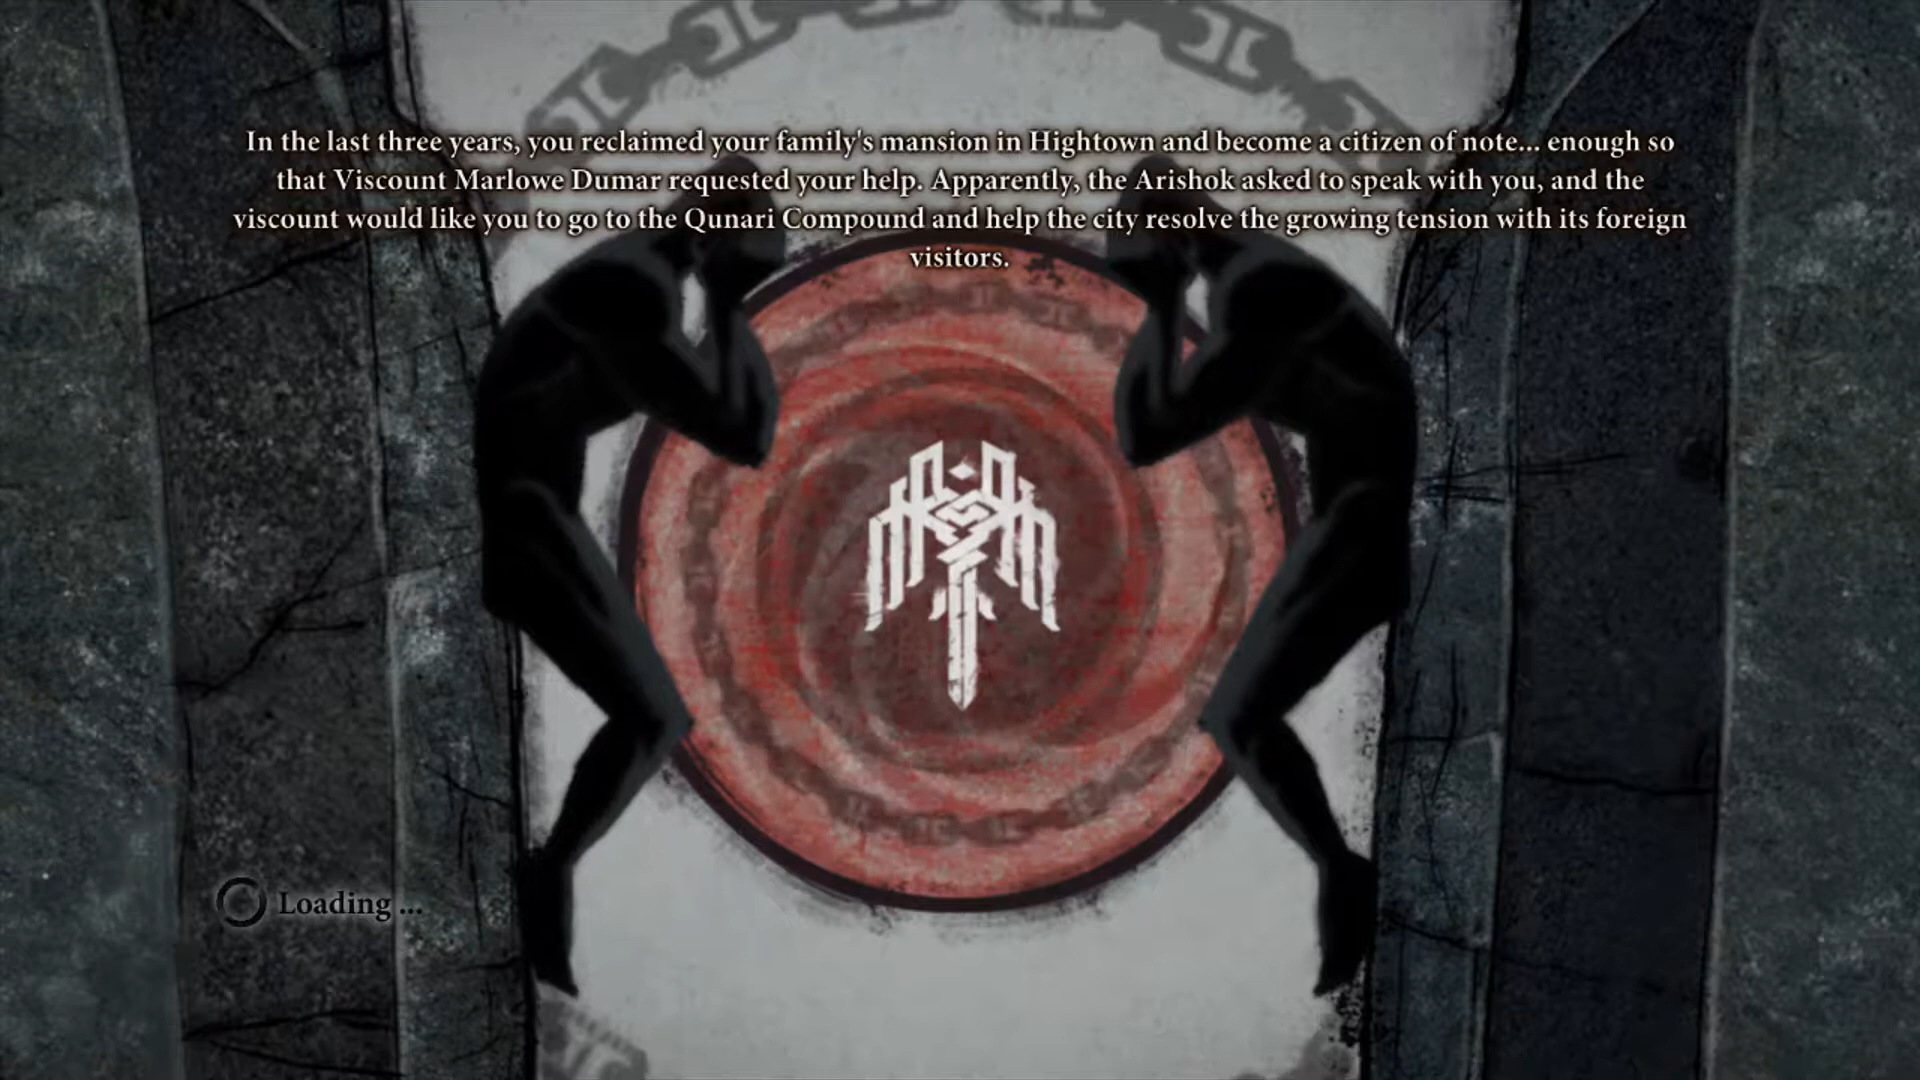 In the last three years, you reclaimed your family's mansion in Hightown and become a citizen of note... enough so
that Viscount Marlowe Dumar requested your help. Apparently, the Arishok asked to speak with you, and the
viscount would like you to go to the Qunari Compound and help the city resolve the growing tension with its foreign
visitors.
Loading ...